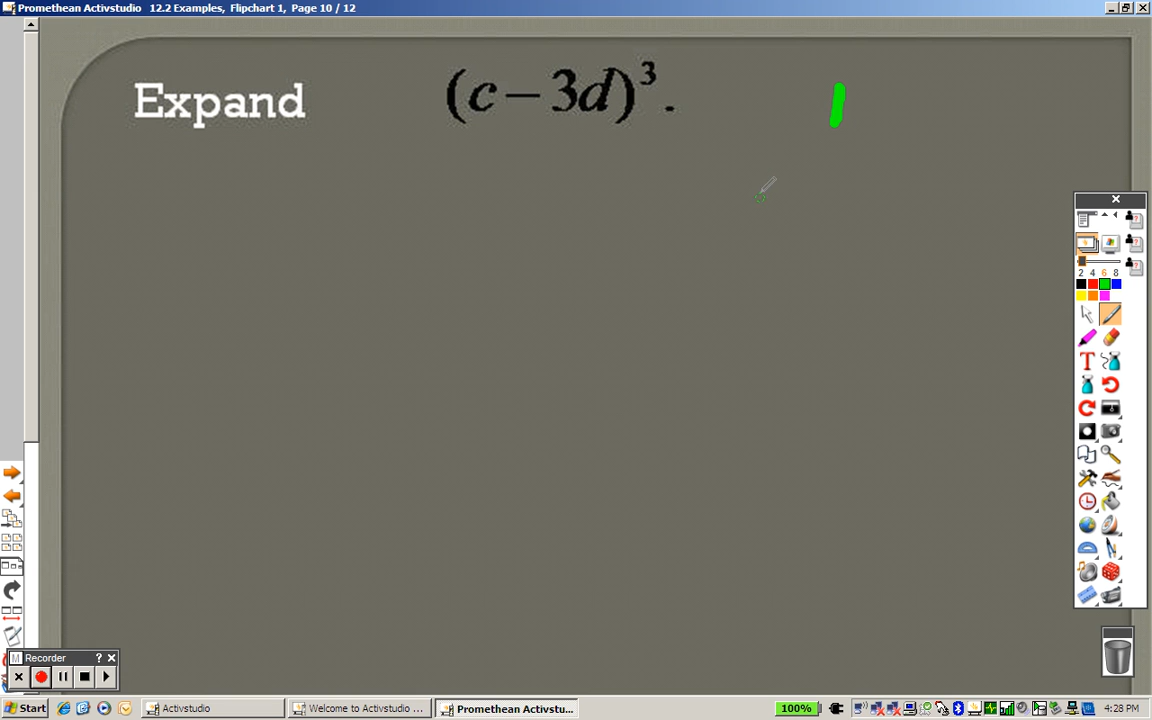 Promethean Activstudio 12.2 Examples, Flipchart 1, Page 10 / 12
Expand (c – 3d)³.
1
2 4 6 8
T
M Recorder ?
Start
Activstudio
Welcome to Activstudio ...
Promethean Activstu...
100%
4:28 PM